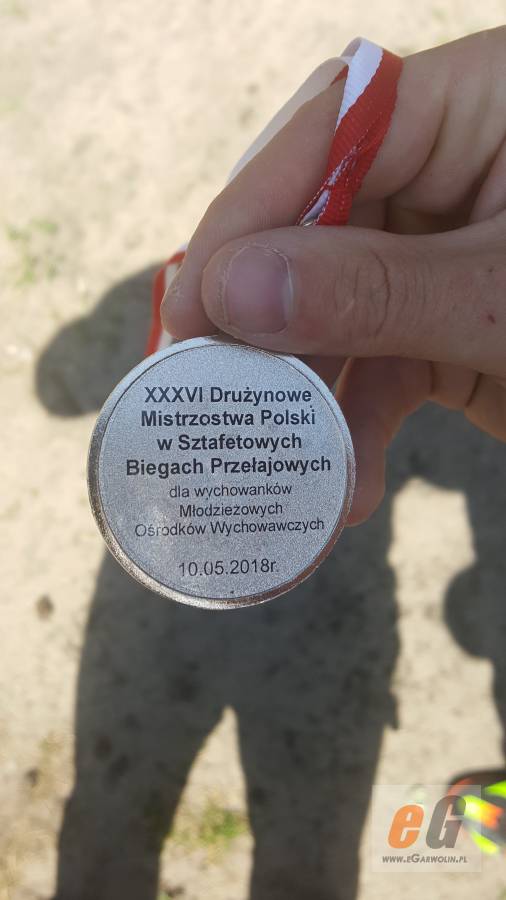 XXXVI Drużynowe
Mistrzostwa Polski
w Sztafetowych
Biegach Przełajowych
dla wychowanków
Młodzieżowych
Ośrodków Wychowawczych
10.05.2018r.
eG
www.eGarwolin.pl